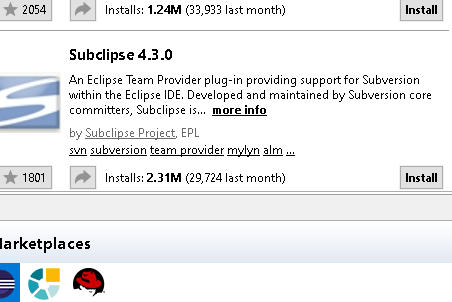 2054 Installs: 1.24M (33,933 last month) Install
Subclipse 4.3.0
An Eclipse Team Provider plug-in providing support for Subversion
within the Eclipse IDE. Developed and maintained by Subversion core
committers, Subclipse is... more info
by Subclipse Project, EPL
svn subversion team provider mylyn alm ...
1801 Installs: 2.31M (29,724 last month) Install
Marketplaces